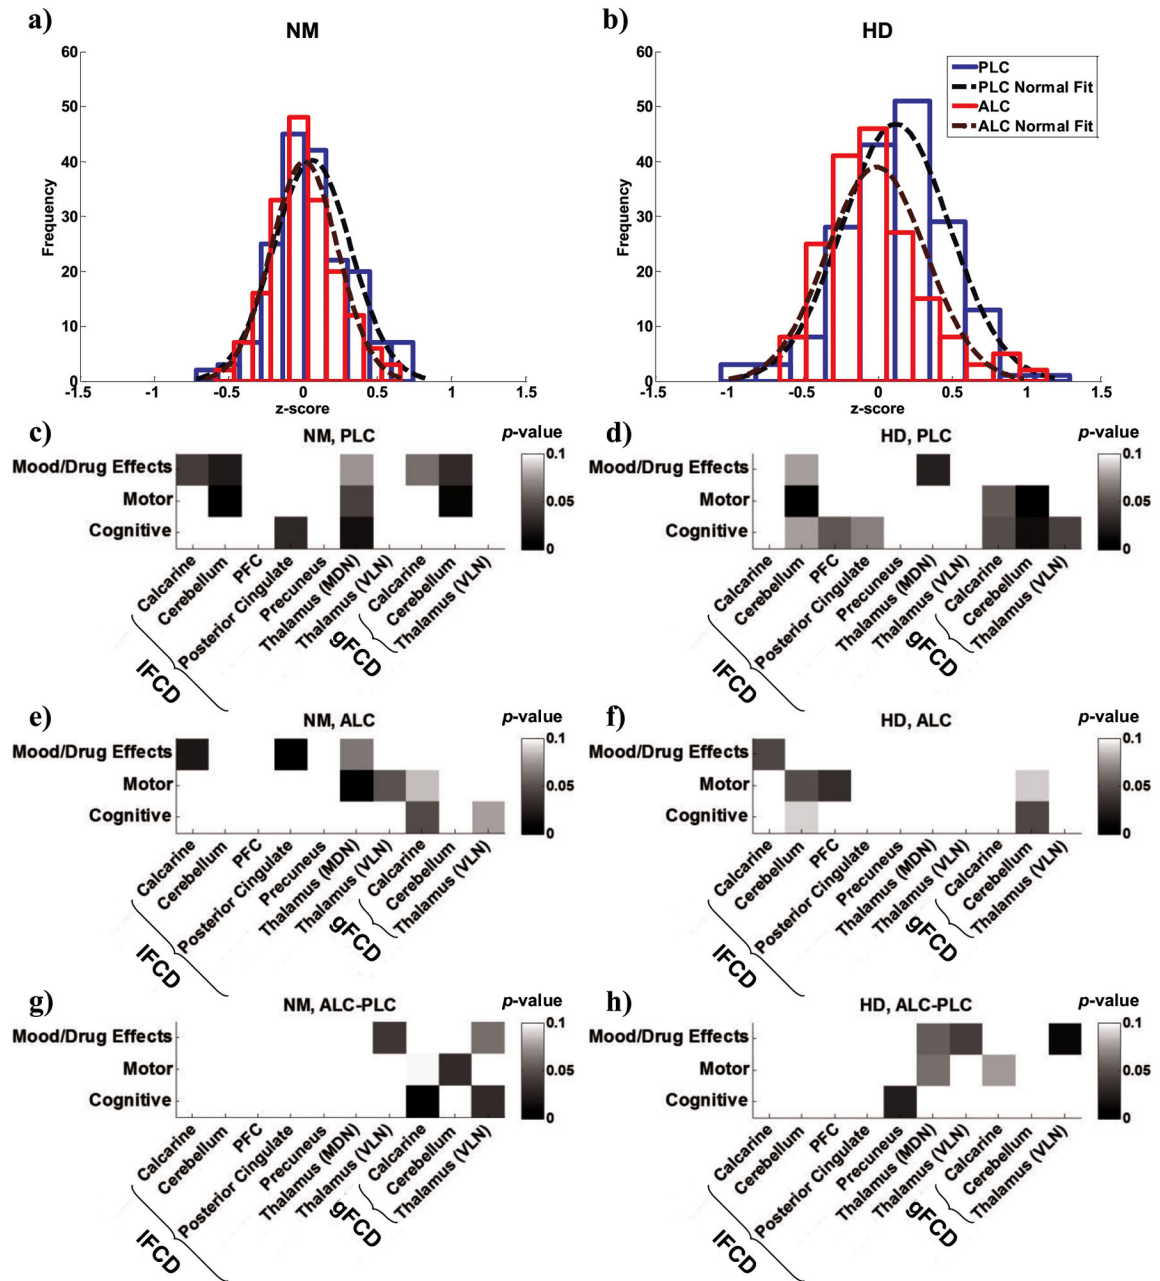 a)
NM
60
50
40
30
20
10
0
Frequency
-1.5
-1
-0.5
0
0.5
1
1.5
z-score
b)
HD
60
50
40
30
20
10
0
Frequency
-1.5
-1
-0.5
0
0.5
1
1.5
z-score
PLC
PLC Normal Fit
ALC
ALC Normal Fit
c)
NM, PLC
p-value
0.1
0.05
0
Mood/Drug Effects
Motor
Cognitive
Calcarine
Cerebellum
PFC
Posterior Cingulate
Precuneus
Thalamus (MDN)
Thalamus (VLN)
Calcarine
Cerebellum
Thalamus (VLN)
lFCD
gFCD
d)
HD, PLC
p-value
0.1
0.05
0
Mood/Drug Effects
Motor
Cognitive
Calcarine
Cerebellum
PFC
Posterior Cingulate
Precuneus
Thalamus (MDN)
Thalamus (VLN)
Calcarine
Cerebellum
Thalamus (VLN)
lFCD
gFCD
e)
NM, ALC
p-value
0.1
0.05
0
Mood/Drug Effects
Motor
Cognitive
Calcarine
Cerebellum
PFC
Posterior Cingulate
Precuneus
Thalamus (MDN)
Thalamus (VLN)
Calcarine
Cerebellum
Thalamus (VLN)
lFCD
gFCD
f)
HD, ALC
p-value
0.1
0.05
0
Mood/Drug Effects
Motor
Cognitive
Calcarine
Cerebellum
PFC
Posterior Cingulate
Precuneus
Thalamus (MDN)
Thalamus (VLN)
Calcarine
Cerebellum
Thalamus (VLN)
lFCD
gFCD
g)
NM, ALC-PLC
p-value
0.1
0.05
0
Mood/Drug Effects
Motor
Cognitive
Calcarine
Cerebellum
PFC
Posterior Cingulate
Precuneus
Thalamus (MDN)
Thalamus (VLN)
Calcarine
Cerebellum
Thalamus (VLN)
lFCD
gFCD
h)
HD, ALC-PLC
p-value
0.1
0.05
0
Mood/Drug Effects
Motor
Cognitive
Calcarine
Cerebellum
PFC
Posterior Cingulate
Precuneus
Thalamus (MDN)
Thalamus (VLN)
Calcarine
Cerebellum
Thalamus (VLN)
lFCD
gFCD